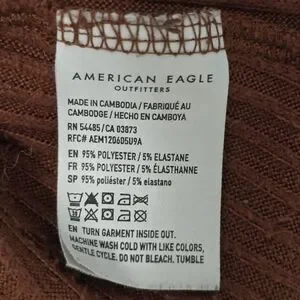 AMERICAN EAGLE
OUTFITTERS
MADE IN CAMBODIA / FABRIQUÉ AU
CAMBODGE / HECHO EN CAMBOYA
RN 54485/CA 03873
RFC# AEM120605U9A
EN 95% POLYESTER / 5% ELASTANE
FR 95% POLYESTER / 5% ÉLASTHANNE
SP 95% poliéster / 5% elastano
EN TURN GARMENT INSIDE OUT.
MACHINE WASH COLD WITH LIKE COLORS,
GENTLE CYCLE. DO NOT BLEACH. TUMBLE